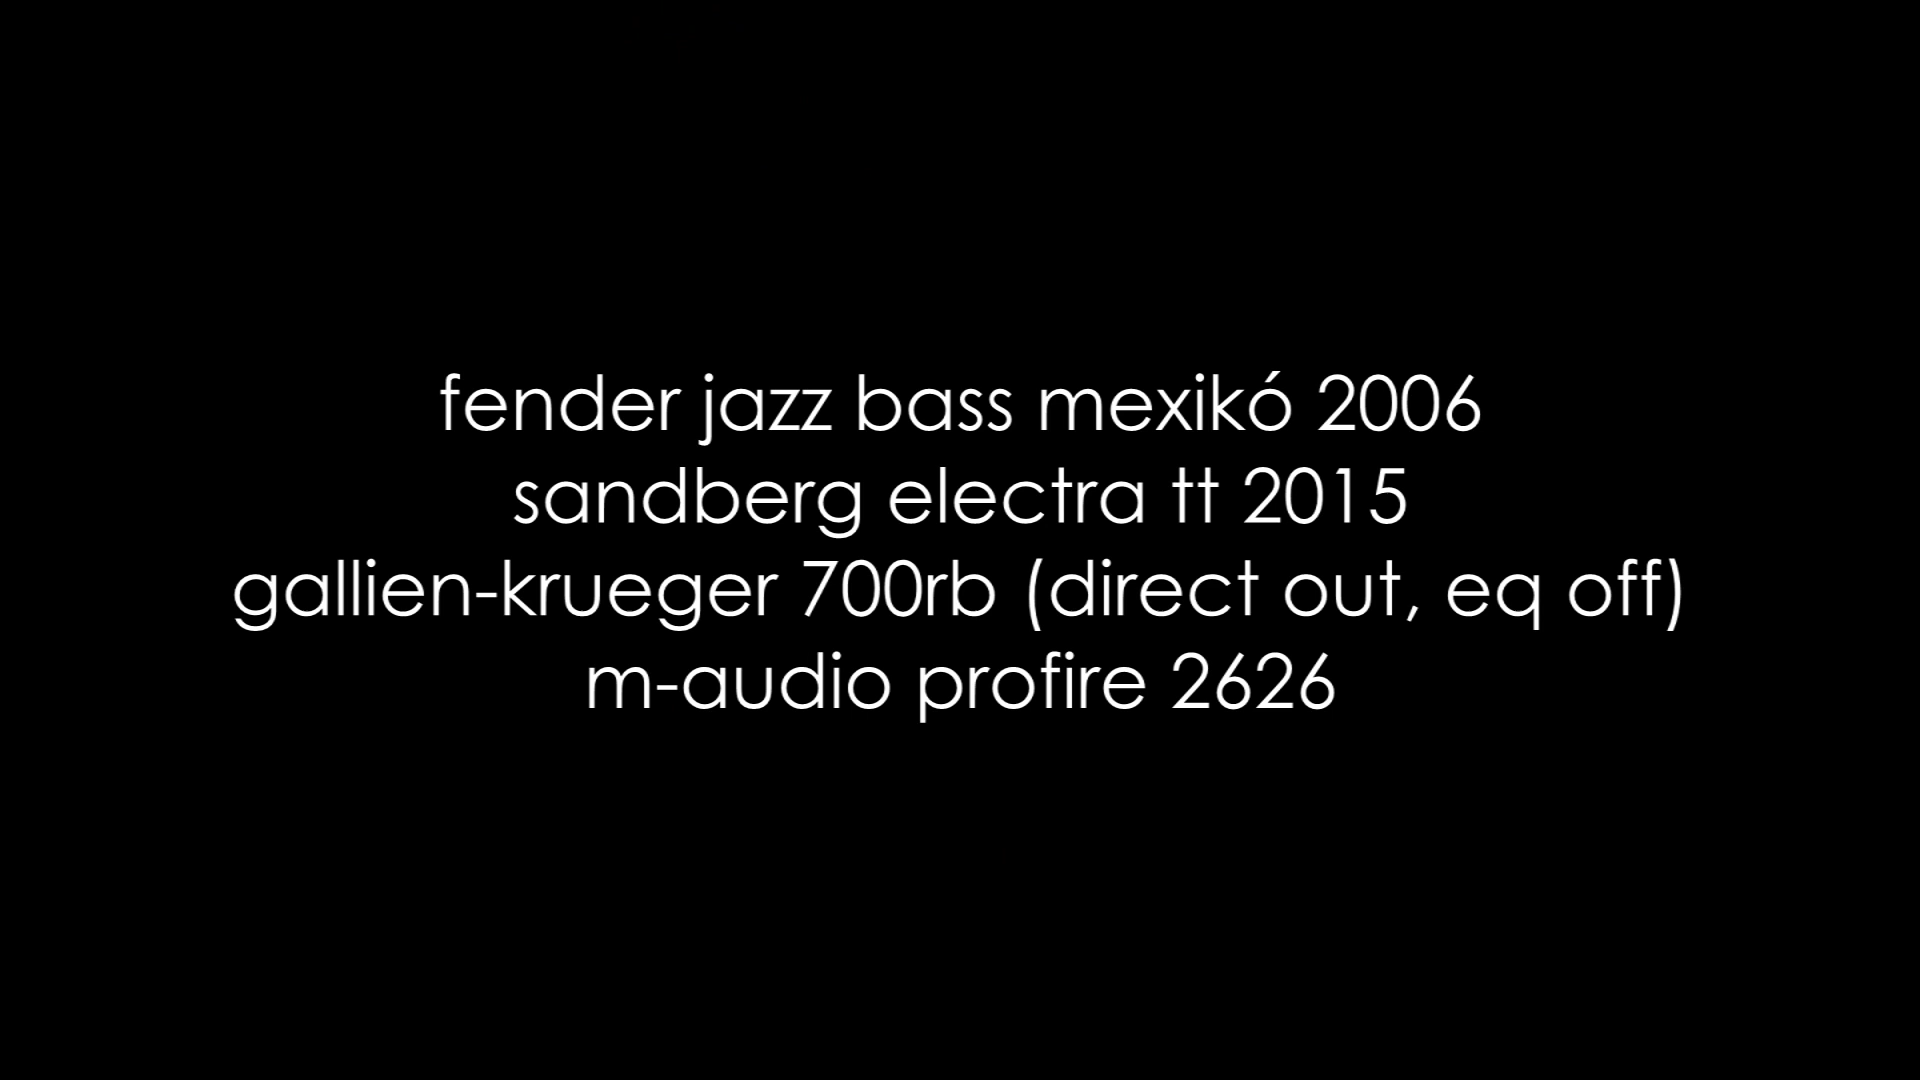 fender jazz bass mexikó 2006
sandberg electra tt 2015
gallien-krueger 700rb (direct out, eq off)
m-audio profire 2626